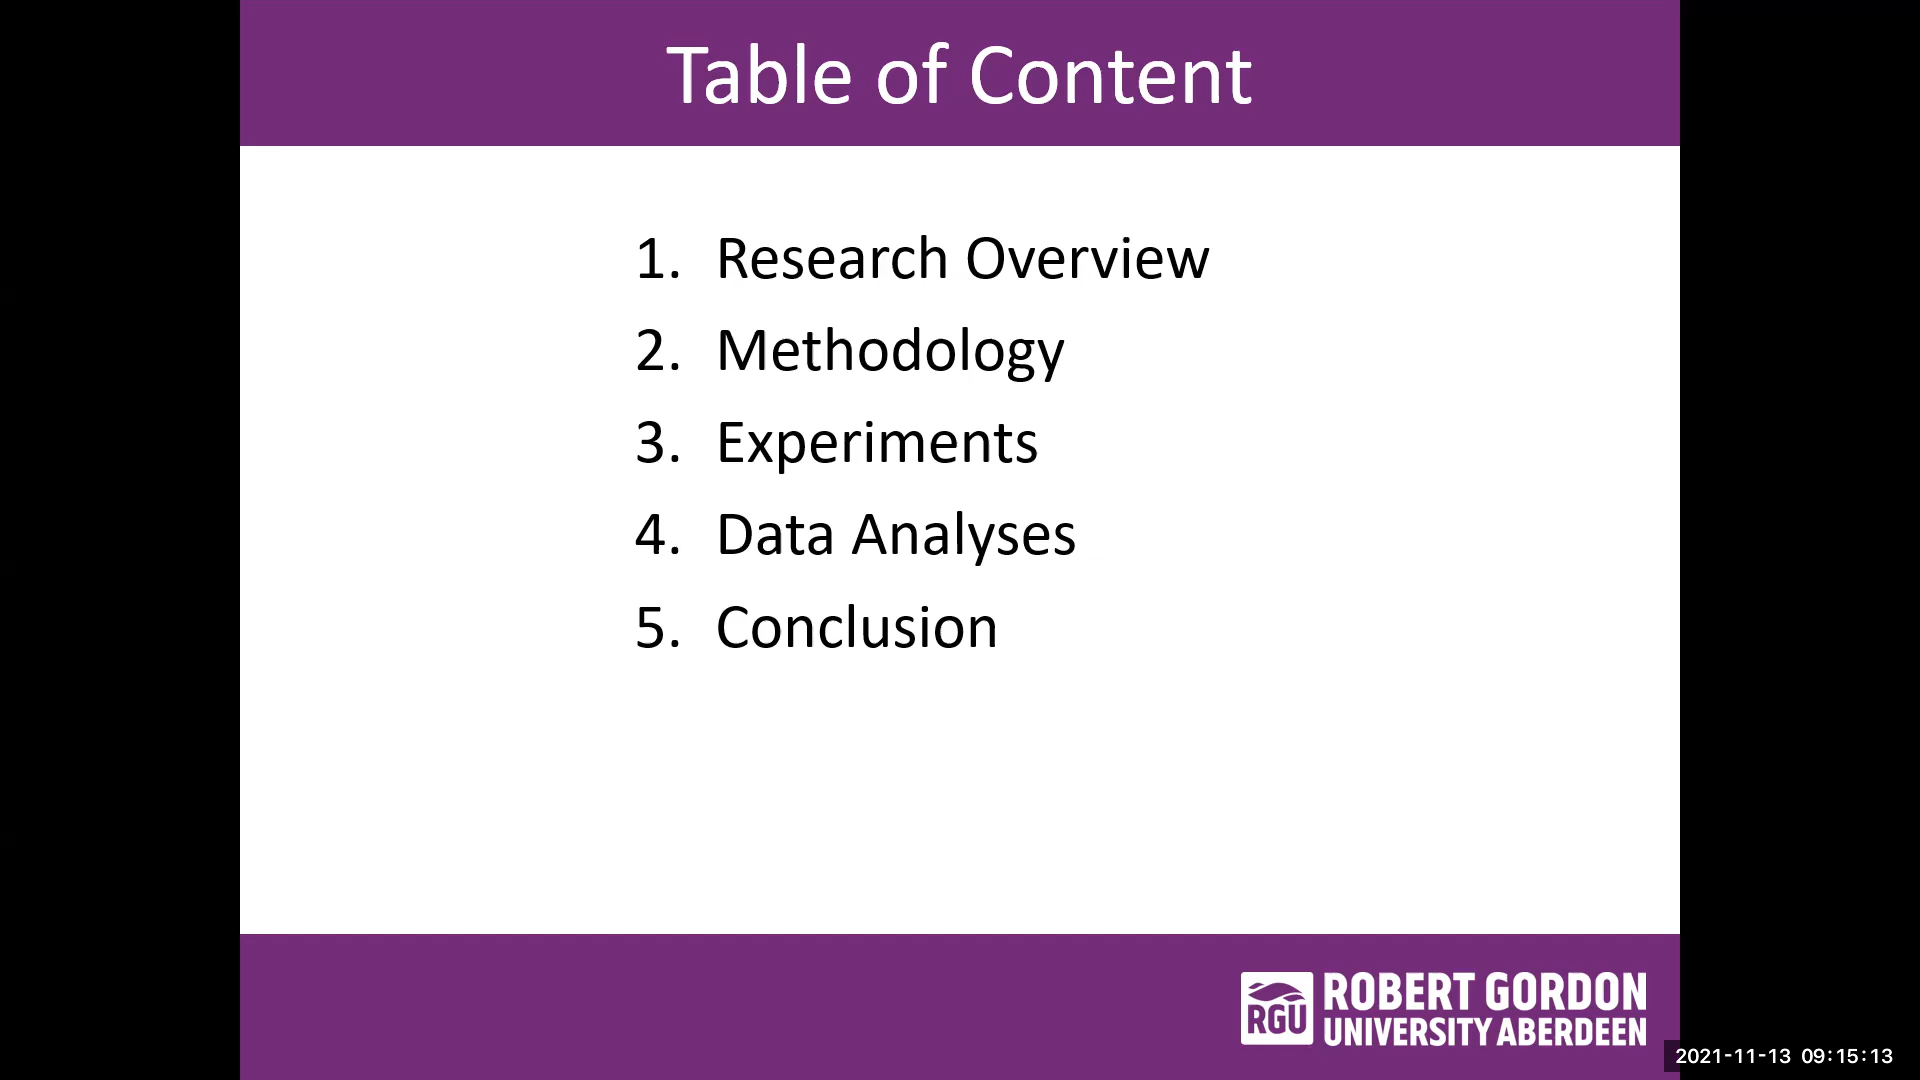 Table of Content
1. Research Overview
2. Methodology
3. Experiments
4. Data Analyses
5. Conclusion
RGU
ROBERT GORDON
UNIVERSITY ABERDEEN
2021-11-13 09:15:13